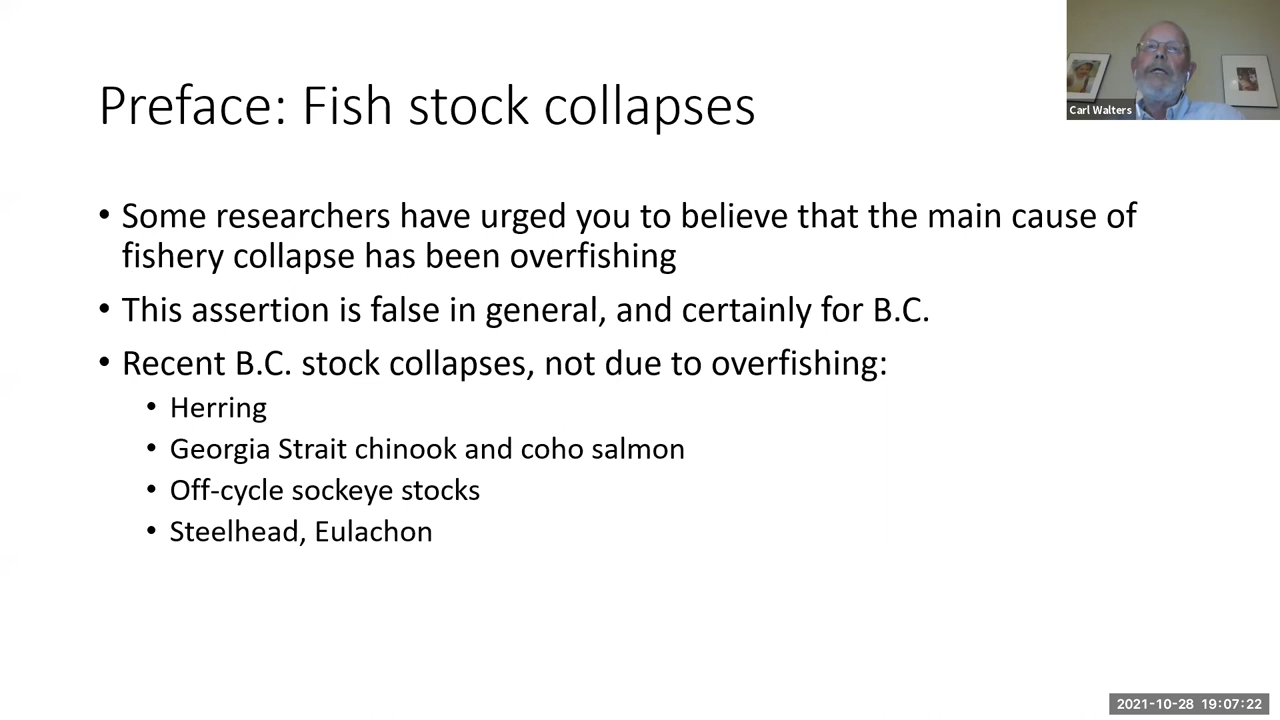 Preface: Fish stock collapses
Carl Walters
• Some researchers have urged you to believe that the main cause of
fishery collapse has been overfishing
• This assertion is false in general, and certainly for B.C.
• Recent B.C. stock collapses, not due to overfishing:
• Herring
• Georgia Strait chinook and coho salmon
• Off-cycle sockeye stocks
• Steelhead, Eulachon
2021-10-28 19:07:22